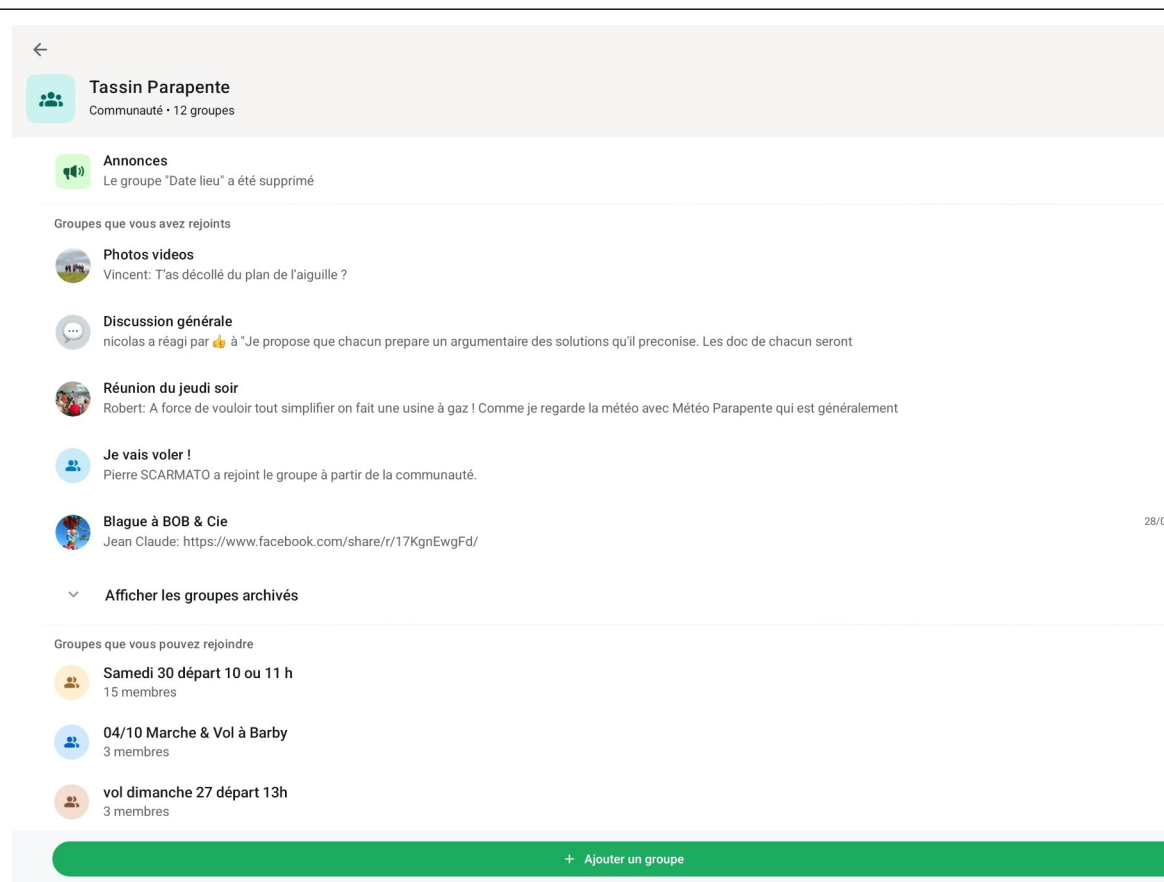 Tassin Parapente
Communauté • 12 groupes
Annonces
Le groupe "Date lieu" a été supprimé
Groupes que vous avez rejoints
Photos videos
Vincent: T'as décollé du plan de l'aiguille ?
Discussion générale
nicolas a réagi par 👍 à "Je propose que chacun prepare un argumentaire des solutions qu'il preconise. Les doc de chacun seront
Réunion du jeudi soir
Robert: A force de vouloir tout simplifier on fait une usine à gaz ! Comme je regarde la météo avec Météo Parapente qui est généralement
Je vais voler !
Pierre SCARMATO a rejoint le groupe à partir de la communauté.
Blague à BOB & Cie
28/0
Jean Claude: https://www.facebook.com/share/r/17KgnEwgFd/
Afficher les groupes archivés
Groupes que vous pouvez rejoindre
Samedi 30 départ 10 ou 11 h
15 membres
04/10 Marche & Vol à Barby
3 membres
vol dimanche 27 départ 13h
3 membres
+ Ajouter un groupe